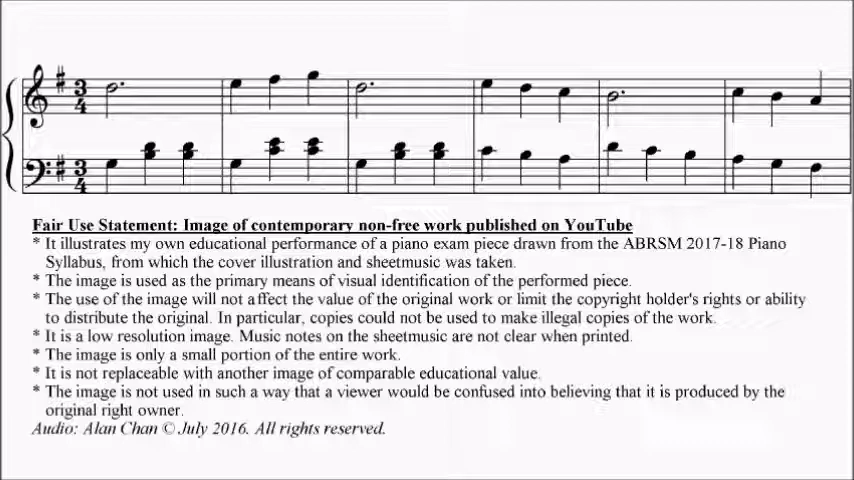 3
4
3
4
Fair Use Statement: Image of contemporary non-free work published on YouTube
* It illustrates my own educational performance of a piano exam piece drawn from the ABRSM 2017-18 Piano
Syllabus, from which the cover illustration and sheetmusic was taken.
* The image is used as the primary means of visual identification of the performed piece.
* The use of the image will not affect the value of the original work or limit the copyright holder's rights or ability
to distribute the original. In particular, copies could not be used to make illegal copies of the work.
* It is a low resolution image. Music notes on the sheetmusic are not clear when printed.
* The image is only a small portion of the entire work.
* It is not replaceable with another image of comparable educational value.
* The image is not used in such a way that a viewer would be confused into believing that it is produced by the
original right owner.
Audio: Alan Chan © July 2016. All rights reserved.